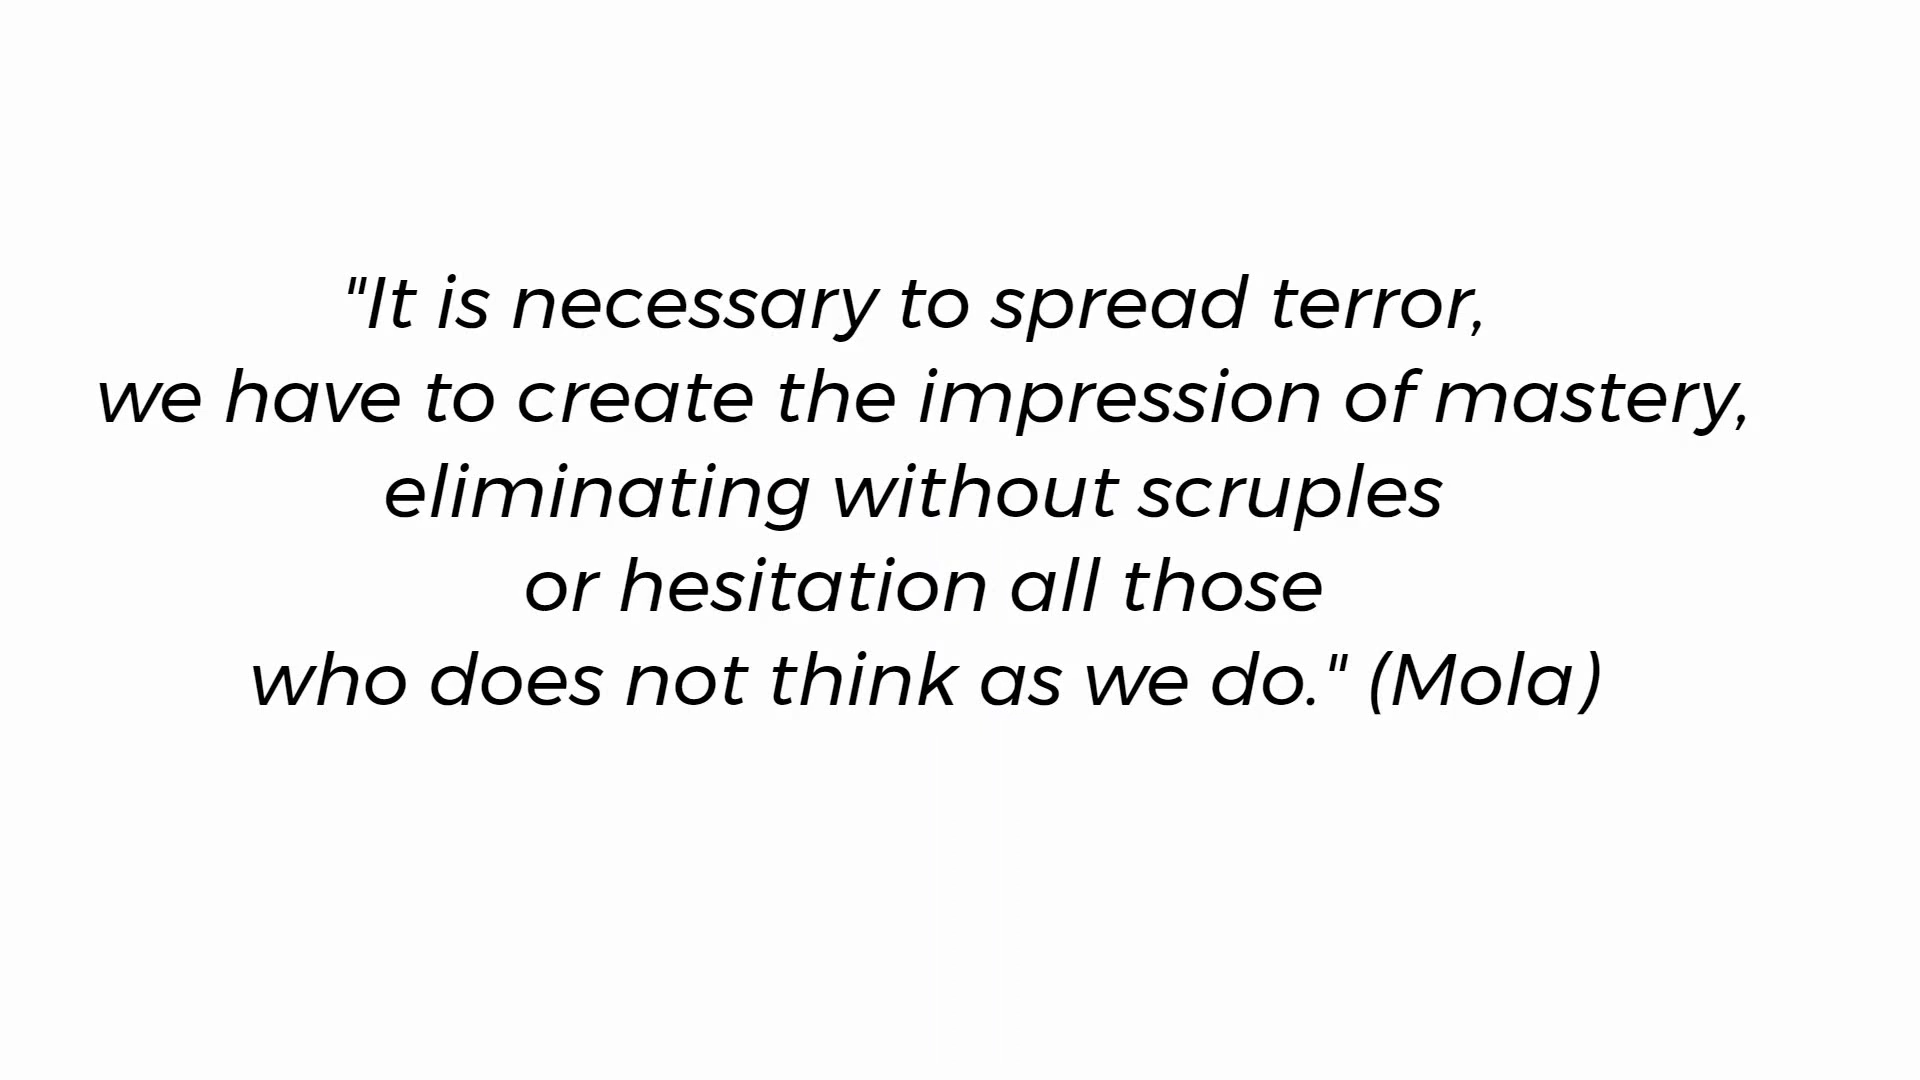 "It is necessary to spread terror,
we have to create the impression of mastery,
eliminating without scruples
or hesitation all those
who does not think as we do." (Mola)